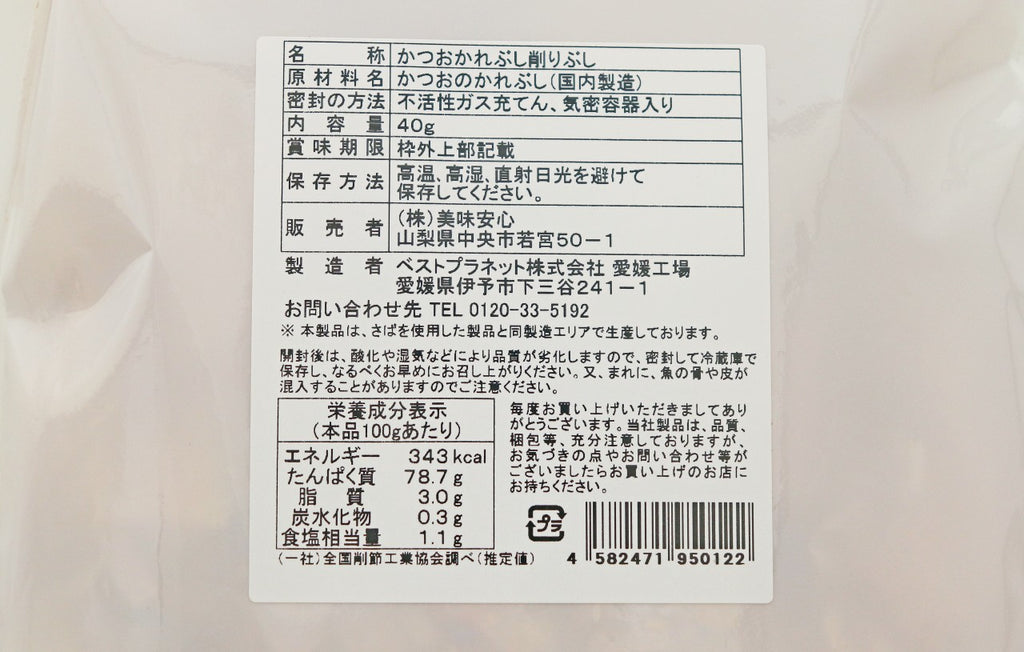 名称 かつおかれぶし削りぶし
原材料名 かつおのかれぶし(国内製造)
密封の方法 不活性ガス充てん、気密容器入り
内容量 40g
賞味期限 枠外上部記載
保存方法 高温、高湿、直射日光を避けて
保存してください。
販売者 (株)美味安心
山梨県中央市若宮50-1
製造者 ベストプラネット株式会社 愛媛工場
愛媛県伊予市下三谷241-1
お問い合わせ先 TEL 0120-33-5192
※ 本製品は、さばを使用した製品と同製造エリアで生産しております。
開封後は、酸化や湿気などにより品質が劣化しますので、密封して冷蔵庫で
保存し、なるべくお早めにお召し上がりください。又、まれに、魚の骨や皮が
混入することがありますのでご注意ください。
栄養成分表示
(本品100gあたり)
エネルギー 343 kcal
たんぱく質 78.7 g
脂質 3.0 g
炭水化物 0.3 g
食塩相当量 1.1 g
(一社)全国削節工業協会調べ(推定値)
毎度お買い上げいただきましてあり
がとうございます。当社製品は、品質、
梱包等、充分注意しておりますが、
お気づきの点やお問い合わせ等が
ございましたらお買い上げのお店に
お持ちください。
プラ
4 582471 950122